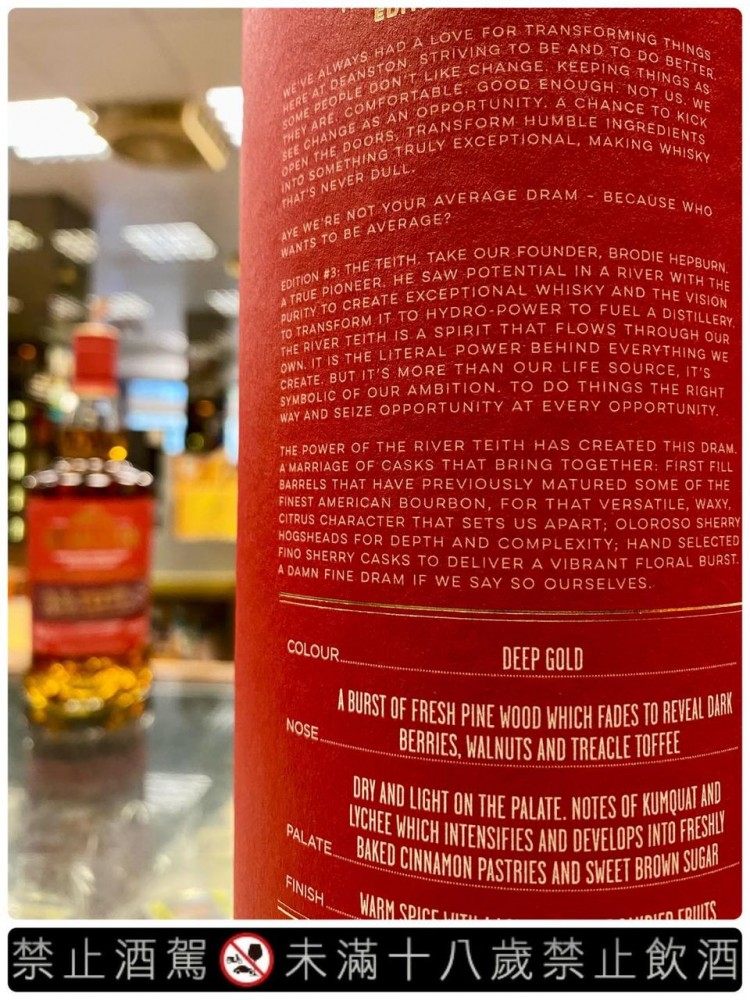 WE'VE ALWAYS HAD A LOVE FOR TRANSFORMING THINGS
HERE AT DEANSTON. STRIVING TO BE AND TO DO BETTER.
SOME PEOPLE DON'T LIKE CHANGE. KEEPING THINGS AS
THEY ARE. COMFORTABLE. GOOD ENOUGH. NOT US. WE
SEE CHANGE AS AN OPPORTUNITY. A CHANCE TO KICK
OPEN THE DOORS, TRANSFORM HUMBLE INGREDIENTS
INTO SOMETHING TRULY EXCEPTIONAL, MAKING WHISKY
THAT'S NEVER DULL.
AYE WE'RE NOT YOUR AVERAGE DRAM – BECAUSE WHO
WANTS TO BE AVERAGE?
EDITION #3: THE TEITH. TAKE OUR FOUNDER, BRODIE HEPBURN.
A TRUE PIONEER. HE SAW POTENTIAL IN A RIVER WITH THE
PURITY TO CREATE EXCEPTIONAL WHISKY AND THE VISION
TO TRANSFORM IT TO HYDRO-POWER TO FUEL A DISTILLERY.
THE RIVER TEITH IS A SPIRIT THAT FLOWS THROUGH OUR
OWN. IT IS THE LITERAL POWER BEHIND EVERYTHING WE
CREATE. BUT IT'S MORE THAN OUR LIFE SOURCE, IT'S
SYMBOLIC OF OUR AMBITION. TO DO THINGS THE RIGHT
WAY AND SEIZE OPPORTUNITY AT EVERY OPPORTUNITY.
THE POWER OF THE RIVER TEITH HAS CREATED THIS DRAM.
A MARRIAGE OF CASKS THAT BRING TOGETHER: FIRST FILL
BARRELS THAT HAVE PREVIOUSLY MATURED SOME OF THE
FINEST AMERICAN BOURBON, FOR THAT VERSATILE, WAXY,
CITRUS CHARACTER THAT SETS US APART; OLOROSO SHERRY
HOGSHEADS FOR DEPTH AND COMPLEXITY; HAND SELECTED
FINO SHERRY CASKS TO DELIVER A VIBRANT FLORAL BURST.
A DAMN FINE DRAM IF WE SAY SO OURSELVES.
COLOUR DEEP GOLD
NOSE A BURST OF FRESH PINE WOOD WHICH FADES TO REVEAL DARK
BERRIES, WALNUTS AND TREACLE TOFFEE
PALATE DRY AND LIGHT ON THE PALATE. NOTES OF KUMQUAT AND
LYCHEE WHICH INTENSIFIES AND DEVELOPS INTO FRESHLY
BAKED CINNAMON PASTRIES AND SWEET BROWN SUGAR
FINISH WARM SPICE WITH FRUITS
禁止酒駕 未滿十八歲禁止飲酒